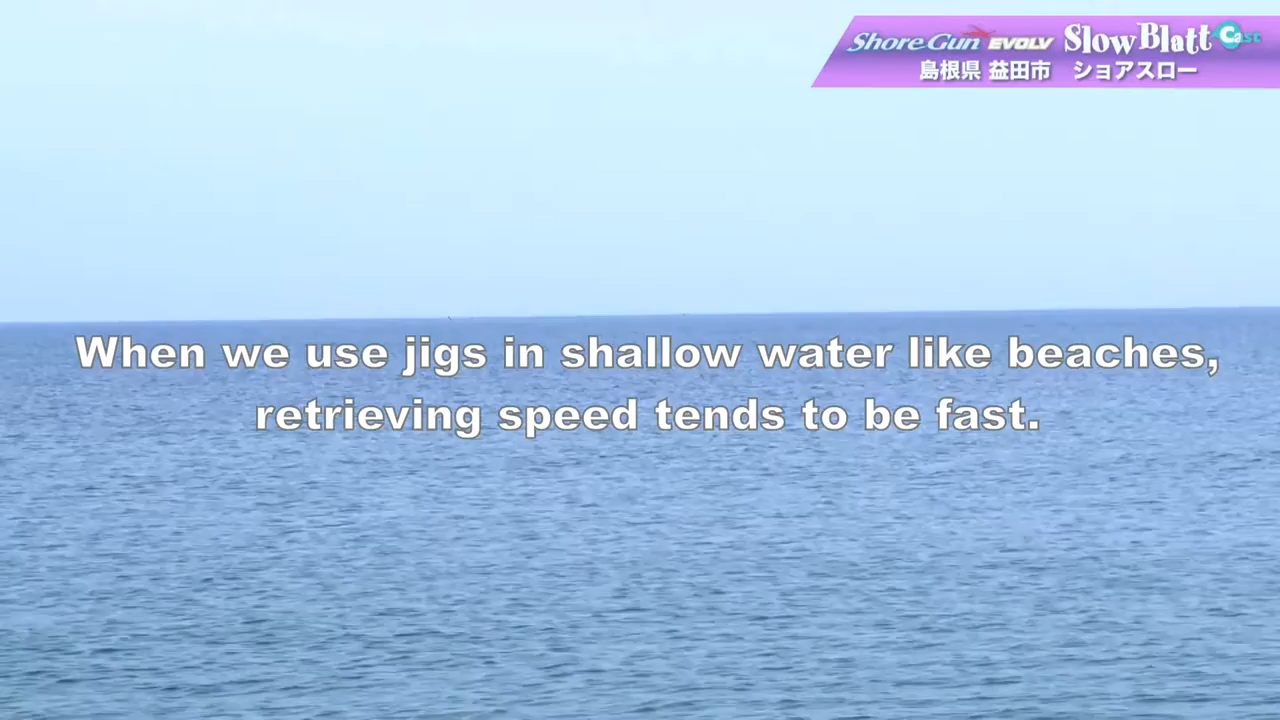 Shore Gun EVOLV Slow Blatt Cast
島根県 益田市 ショアスロー
When we use jigs in shallow water like beaches,
retrieving speed tends to be fast.